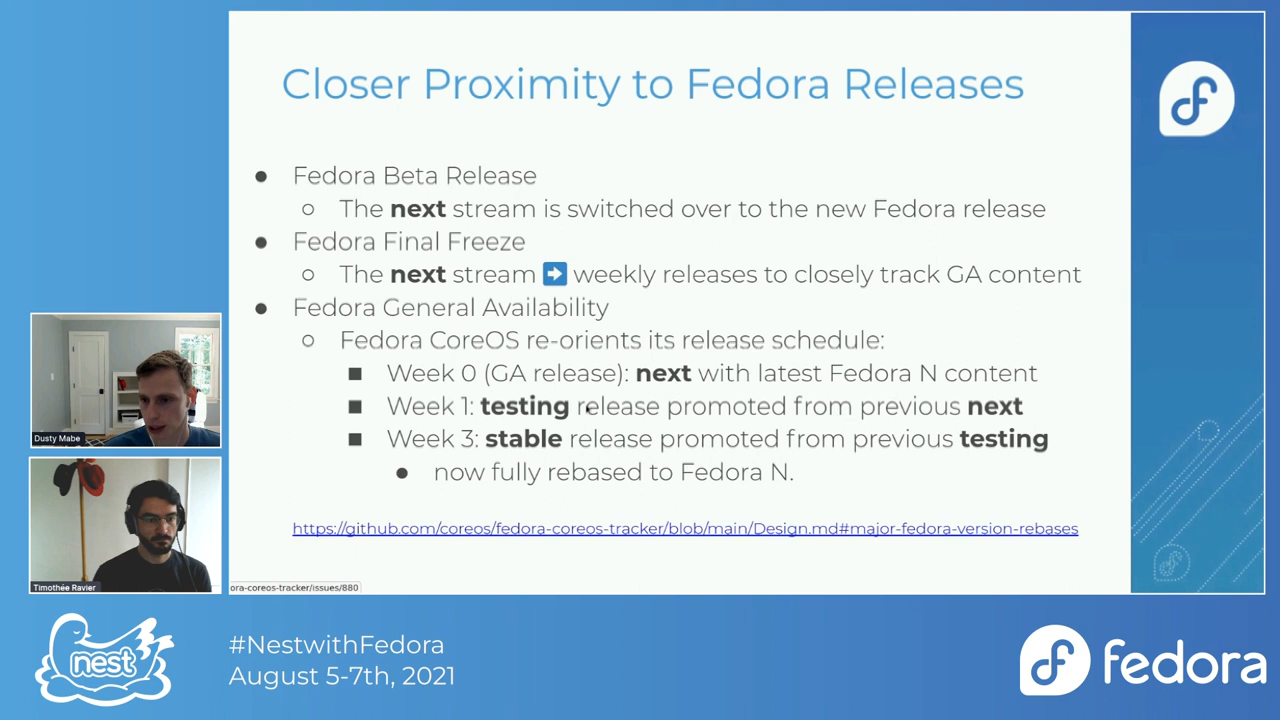 Closer Proximity to Fedora Releases
● Fedora Beta Release
○ The next stream is switched over to the new Fedora release
● Fedora Final Freeze
○ The next stream ➡ weekly releases to closely track GA content
● Fedora General Availability
○ Fedora CoreOS re-orients its release schedule:
■ Week 0 (GA release): next with latest Fedora N content
■ Week 1: testing release promoted from previous next
■ Week 3: stable release promoted from previous testing
● now fully rebased to Fedora N.
https://github.com/coreos/fedora-coreos-tracker/blob/main/Design.md#major-fedora-version-rebases
ora-coreos-tracker/issues/880
Dusty Mabe
Timothée Ravier
nest
#NestwithFedora
August 5-7th, 2021
fedora